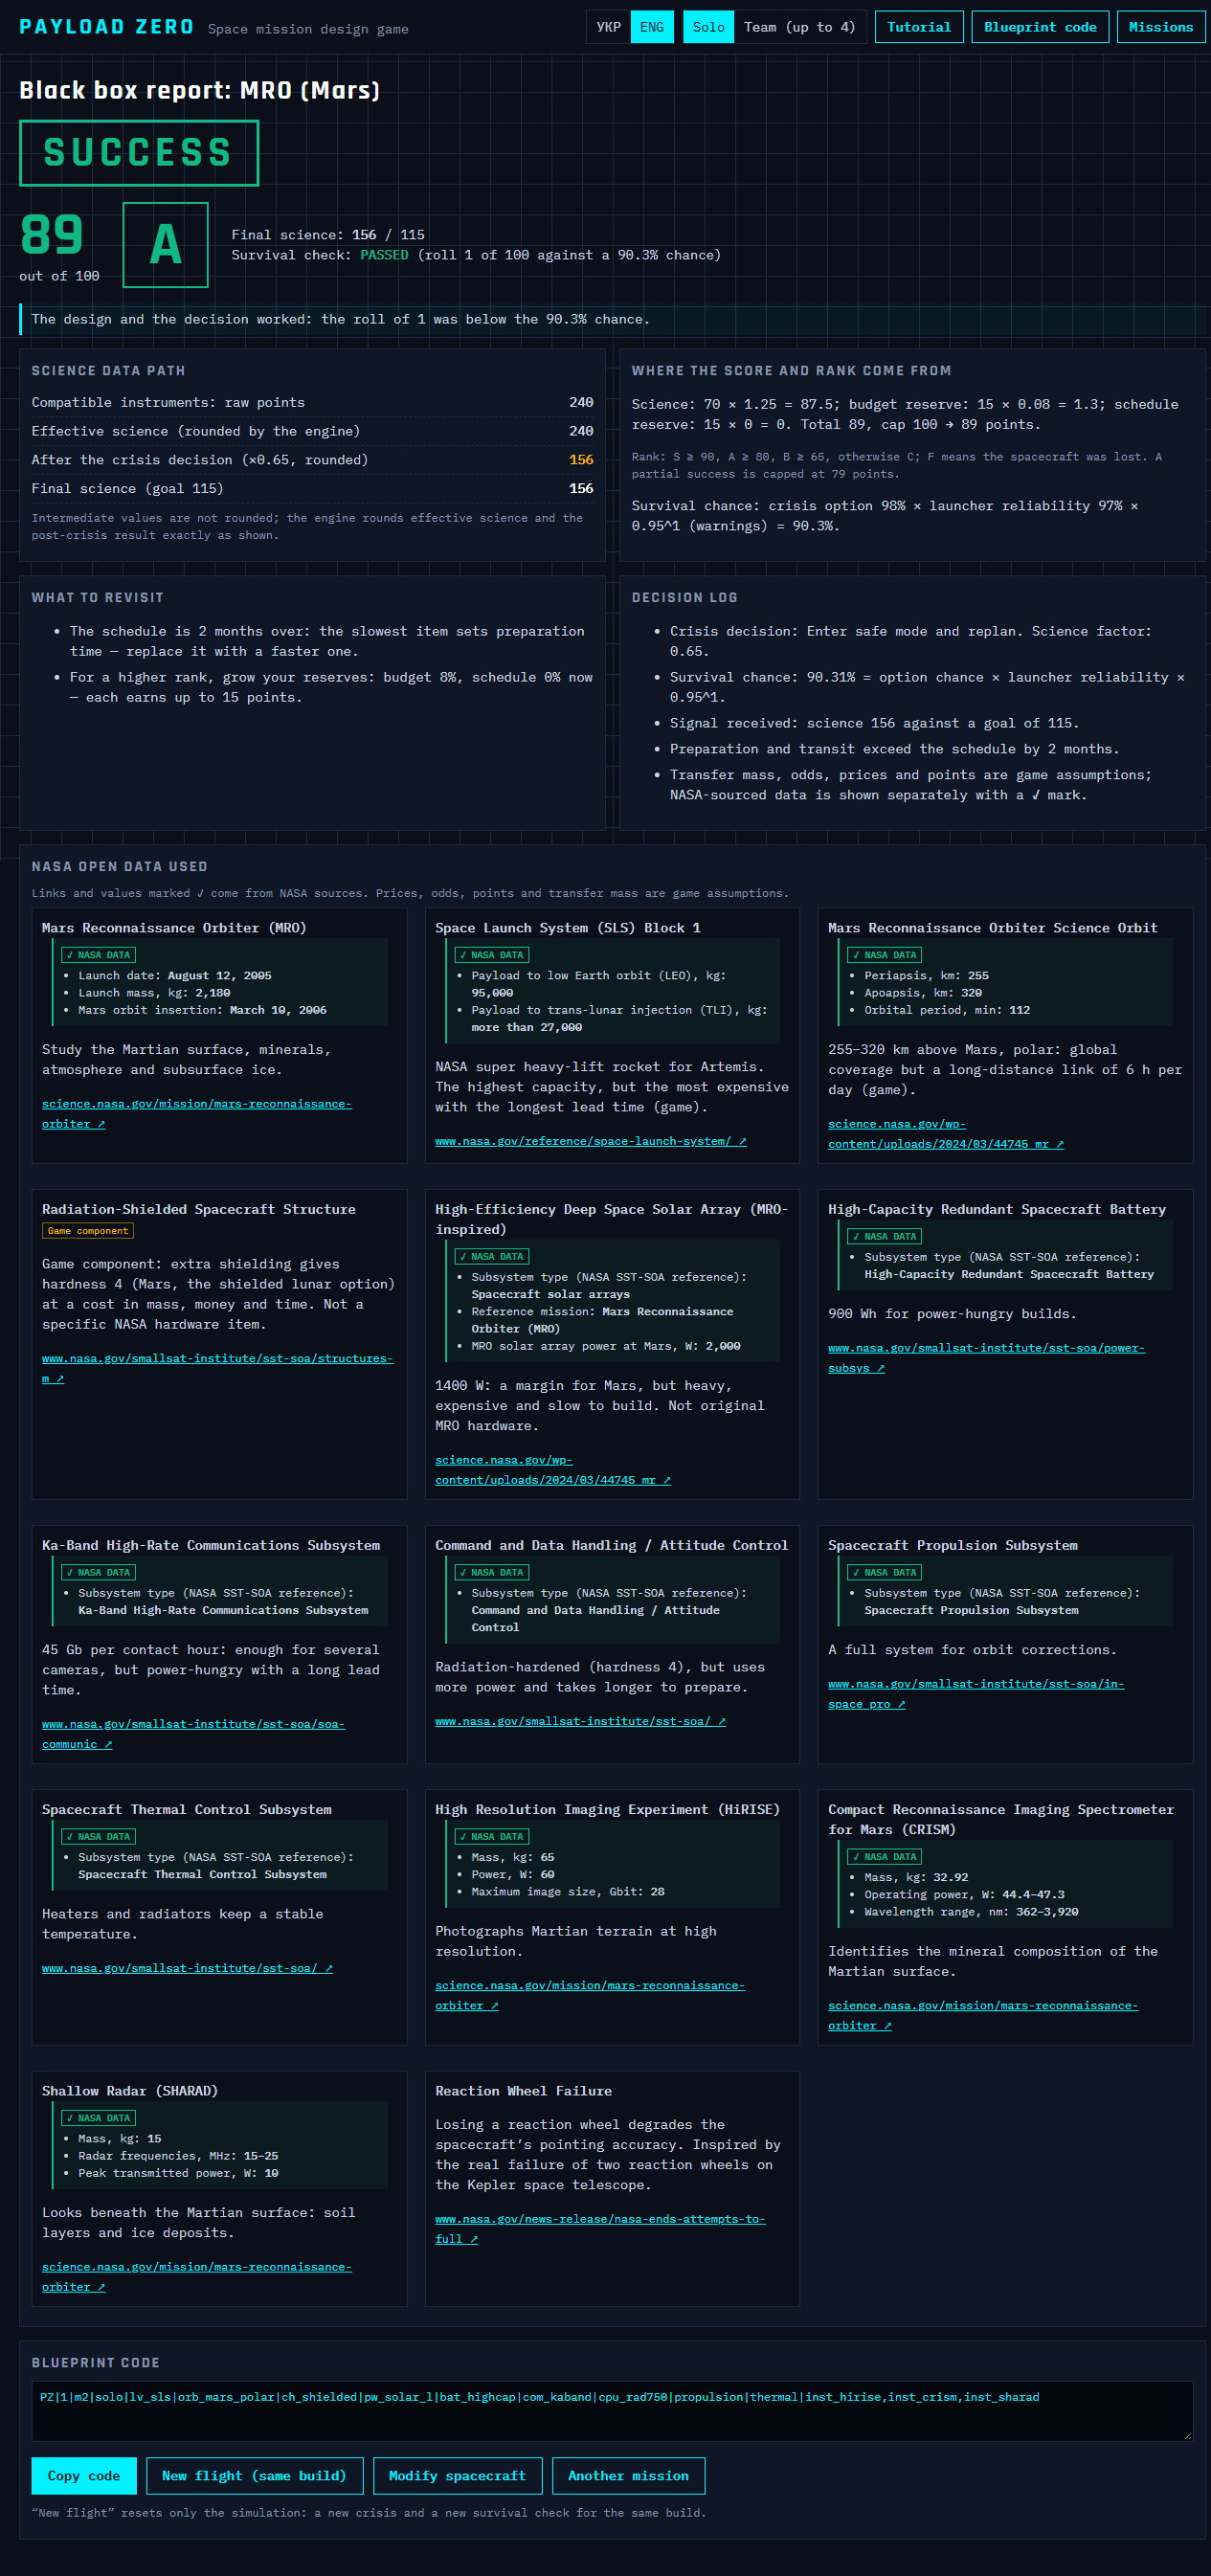 PAYLOAD ZERO Space mission design game УКР ENG Solo Team (up to 4) Tutorial Blueprint code Missions
Black box report: MRO (Mars)
SUCCESS
89
out of 100
A
Final science: 156 / 115
Survival check: PASSED (roll 1 of 100 against a 90.3% chance)
The design and the decision worked: the roll of 1 was below the 90.3% chance.
SCIENCE DATA PATH
Compatible instruments: raw points 240
Effective science (rounded by the engine) 240
After the crisis decision (×0.65, rounded) 156
Final science (goal 115) 156
Intermediate values are not rounded; the engine rounds effective science and the
post-crisis result exactly as shown.
WHERE THE SCORE AND RANK COME FROM
Science: 70 × 1.25 = 87.5; budget reserve: 15 × 0.08 = 1.3; schedule
reserve: 15 × 0 = 0. Total 89, cap 100 → 89 points.
Rank: S ≥ 90, A ≥ 80, B ≥ 65, otherwise C; F means the spacecraft was lost. A
partial success is capped at 79 points.
Survival chance: crisis option 98% × launcher reliability 97% ×
0.95^1 (warnings) = 90.3%.
WHAT TO REVISIT
• The schedule is 2 months over: the slowest item sets preparation
time — replace it with a faster one.
• For a higher rank, grow your reserves: budget 8%, schedule 0% now
— each earns up to 15 points.
DECISION LOG
• Crisis decision: Enter safe mode and replan. Science factor:
0.65.
• Survival chance: 90.31% = option chance × launcher reliability ×
0.95^1.
• Signal received: science 156 against a goal of 115.
• Preparation and transit exceed the schedule by 2 months.
• Transfer mass, odds, prices and points are game assumptions;
NASA-sourced data is shown separately with a ✓ mark.
NASA OPEN DATA USED
Links and values marked ✓ come from NASA sources. Prices, odds, points and transfer mass are game assumptions.
Mars Reconnaissance Orbiter (MRO)
✓ NASA DATA
• Launch date: August 12, 2005
• Launch mass, kg: 2,180
• Mars orbit insertion: March 10, 2006
Study the Martian surface, minerals,
atmosphere and subsurface ice.
science.nasa.gov/mission/mars-reconnaissance-
orbiter ↗
Space Launch System (SLS) Block 1
✓ NASA DATA
• Payload to low Earth orbit (LEO), kg:
95,000
• Payload to trans-lunar injection (TLI), kg:
more than 27,000
NASA super heavy-lift rocket for Artemis.
The highest capacity, but the most expensive
with the longest lead time (game).
www.nasa.gov/reference/space-launch-system/ ↗
Mars Reconnaissance Orbiter Science Orbit
✓ NASA DATA
• Periapsis, km: 255
• Apoapsis, km: 320
• Orbital period, min: 112
255–320 km above Mars, polar: global
coverage but a long-distance link of 6 h per
day (game).
science.nasa.gov/wp-
content/uploads/2024/03/44745_mr ↗
Radiation-Shielded Spacecraft Structure
Game component
Game component: extra shielding gives
hardness 4 (Mars, the shielded lunar option)
at a cost in mass, money and time. Not a
specific NASA hardware item.
www.nasa.gov/smallsat-institute/sst-soa/structures-
m ↗
High-Efficiency Deep Space Solar Array (MRO-
inspired)
✓ NASA DATA
• Subsystem type (NASA SST-SOA reference):
Spacecraft solar arrays
• Reference mission: Mars Reconnaissance
Orbiter (MRO)
• MRO solar array power at Mars, W: 2,000
1400 W: a margin for Mars, but heavy,
expensive and slow to build. Not original
MRO hardware.
science.nasa.gov/wp-
content/uploads/2024/03/44745_mr ↗
High-Capacity Redundant Spacecraft Battery
✓ NASA DATA
• Subsystem type (NASA SST-SOA reference):
High-Capacity Redundant Spacecraft Battery
900 Wh for power-hungry builds.
www.nasa.gov/smallsat-institute/sst-soa/power-
subsys ↗
Ka-Band High-Rate Communications Subsystem
✓ NASA DATA
• Subsystem type (NASA SST-SOA reference):
Ka-Band High-Rate Communications Subsystem
45 Gb per contact hour: enough for several
cameras, but power-hungry with a long lead
time.
www.nasa.gov/smallsat-institute/sst-soa/soa-
communic ↗
Command and Data Handling / Attitude Control
✓ NASA DATA
• Subsystem type (NASA SST-SOA reference):
Command and Data Handling / Attitude
Control
Radiation-hardened (hardness 4), but uses
more power and takes longer to prepare.
www.nasa.gov/smallsat-institute/sst-soa/ ↗
Spacecraft Propulsion Subsystem
✓ NASA DATA
• Subsystem type (NASA SST-SOA reference):
Spacecraft Propulsion Subsystem
A full system for orbit corrections.
www.nasa.gov/smallsat-institute/sst-soa/in-
space_pro ↗
Spacecraft Thermal Control Subsystem
✓ NASA DATA
• Subsystem type (NASA SST-SOA reference):
Spacecraft Thermal Control Subsystem
Heaters and radiators keep a stable
temperature.
www.nasa.gov/smallsat-institute/sst-soa/ ↗
High Resolution Imaging Experiment (HiRISE)
✓ NASA DATA
• Mass, kg: 65
• Power, W: 60
• Maximum image size, Gbit: 28
Photographs Martian terrain at high
resolution.
science.nasa.gov/mission/mars-reconnaissance-
orbiter ↗
Compact Reconnaissance Imaging Spectrometer
for Mars (CRISM)
✓ NASA DATA
• Mass, kg: 32.92
• Operating power, W: 44.4–47.3
• Wavelength range, nm: 362–3,920
Identifies the mineral composition of the
Martian surface.
science.nasa.gov/mission/mars-reconnaissance-
orbiter ↗
Shallow Radar (SHARAD)
✓ NASA DATA
• Mass, kg: 15
• Radar frequencies, MHz: 15–25
• Peak transmitted power, W: 10
Looks beneath the Martian surface: soil
layers and ice deposits.
science.nasa.gov/mission/mars-reconnaissance-
orbiter ↗
Reaction Wheel Failure
Losing a reaction wheel degrades the
spacecraft’s pointing accuracy. Inspired by
the real failure of two reaction wheels on
the Kepler space telescope.
www.nasa.gov/news-release/nasa-ends-attempts-to-
full ↗
BLUEPRINT CODE
PZ|1|m2|solo|lv_sls|orb_mars_polar|ch_shielded|pw_solar_l|bat_highcap|com_kaband|cpu_rad750|propulsion|thermal|inst_hirise,inst_crism,inst_sharad
Copy code New flight (same build) Modify spacecraft Another mission
“New flight” resets only the simulation: a new crisis and a new survival check for the same build.